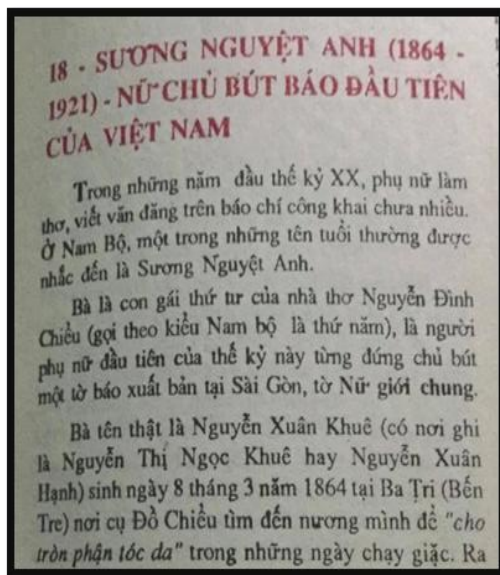 18 - SƯƠNG NGUYỆT ANH (1864 -
1921) - NỮ CHỦ BÚT BÁO ĐẦU TIÊN
CỦA VIỆT NAM
Trong những năm đầu thế kỷ XX, phụ nữ làm
thơ, viết văn đăng trên báo chí công khai chưa nhiều.
Ở Nam Bộ, một trong những tên tuổi thường được
nhắc đến là Sương Nguyệt Anh.
Bà là con gái thứ tư của nhà thơ Nguyễn Đình
Chiểu (gọi theo kiểu Nam bộ là thứ năm), là người
phụ nữ đầu tiên của thế kỷ này từng đứng chủ bút
một tờ báo xuất bản tại Sài Gòn, tờ Nữ giới chung.
Bà tên thật là Nguyễn Xuân Khuê (có nơi ghi
là Nguyễn Thị Ngọc Khuê hay Nguyễn Xuân
Hạnh) sinh ngày 8 tháng 3 năm 1864 tại Ba Tri (Bến
Tre) nơi cụ Đồ Chiểu tìm đến nương mình để "cho
tròn phận tóc da" trong những ngày chạy giặc. Ra